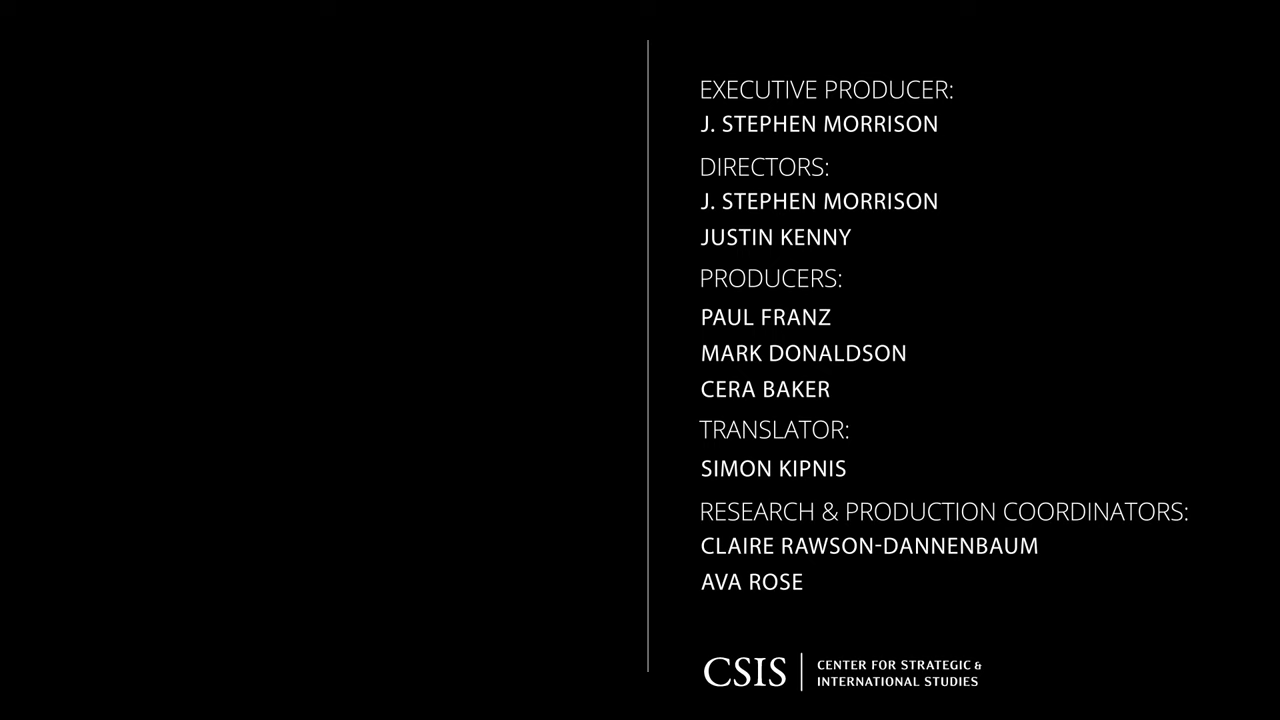 EXECUTIVE PRODUCER:
J. STEPHEN MORRISON
DIRECTORS:
J. STEPHEN MORRISON
JUSTIN KENNY
PRODUCERS:
PAUL FRANZ
MARK DONALDSON
CERA BAKER
TRANSLATOR:
SIMON KIPNIS
RESEARCH & PRODUCTION COORDINATORS:
CLAIRE RAWSON-DANNENBAUM
AVA ROSE
CSIS
CENTER FOR STRATEGIC &
INTERNATIONAL STUDIES